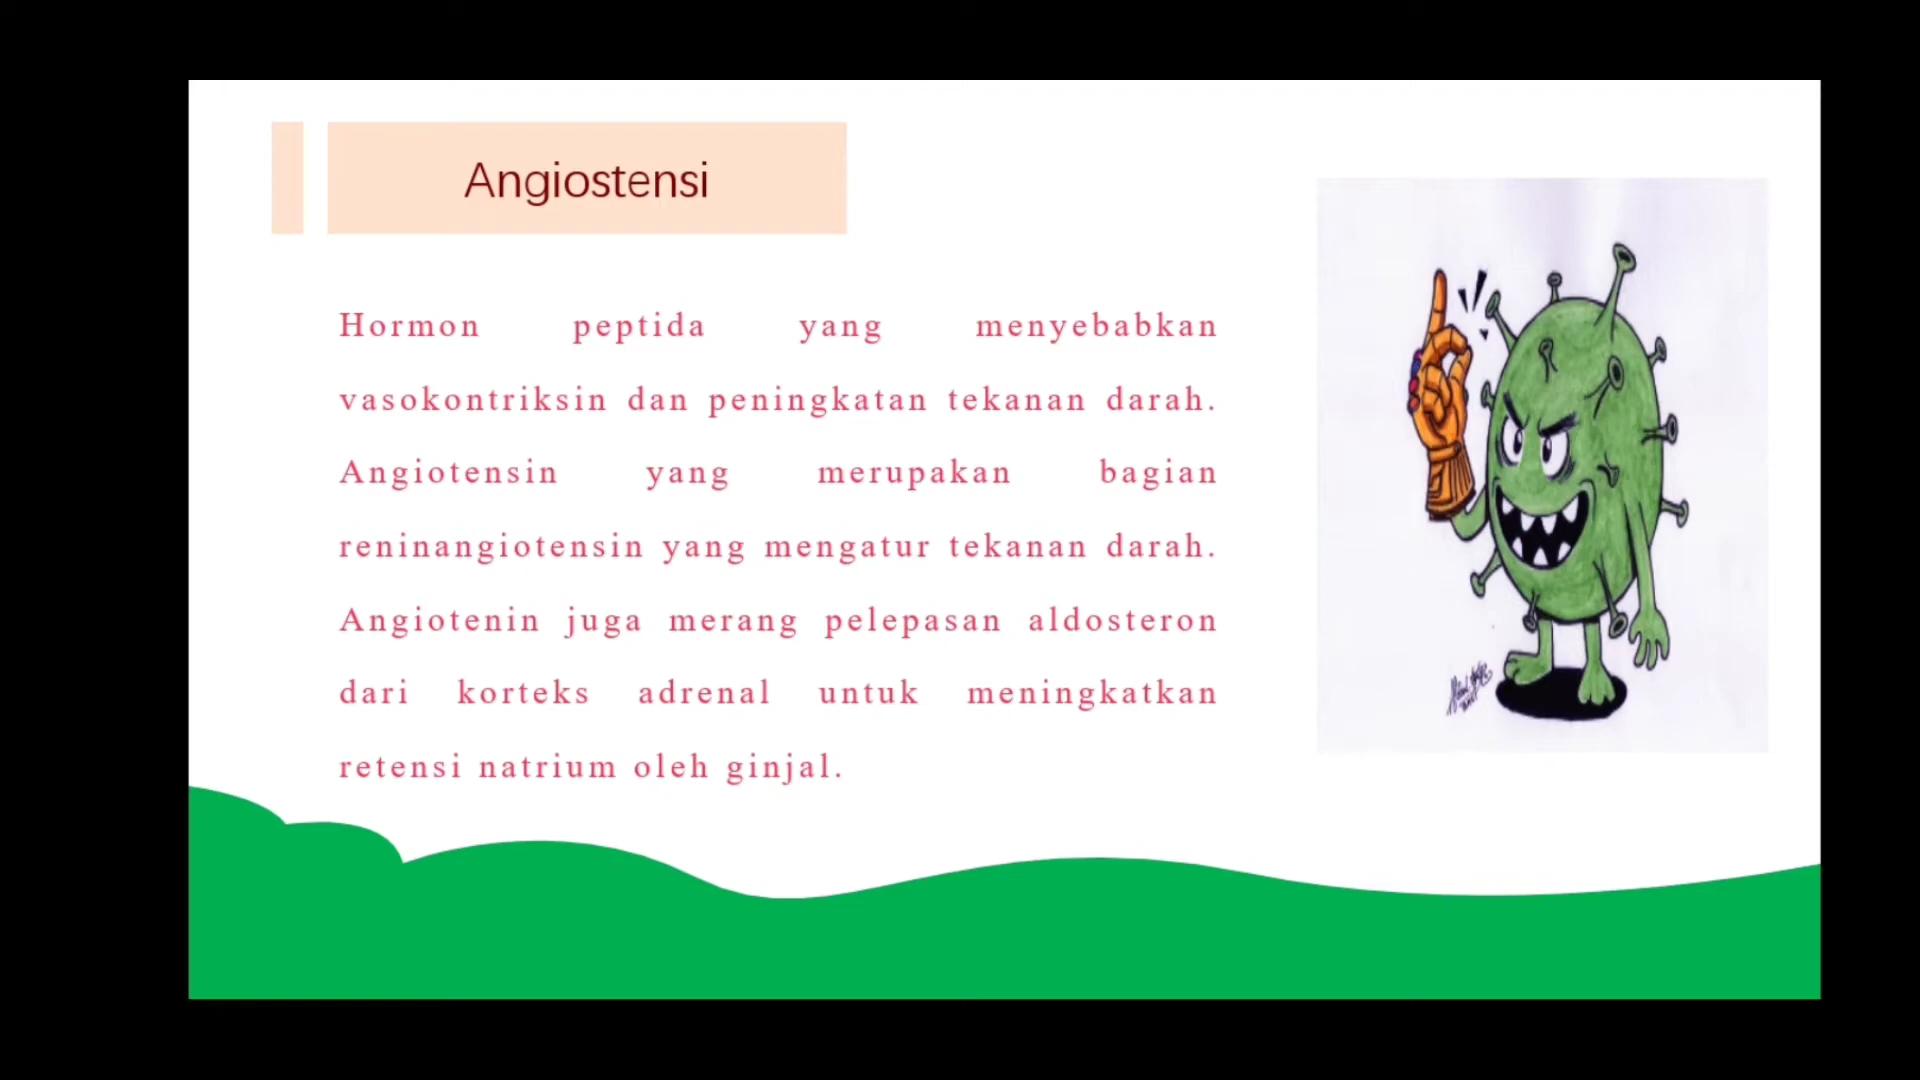 Angiostensi
Hormon peptida yang menyebabkan
vasokontriksin dan peningkatan tekanan darah.
Angiotensin yang merupakan bagian
reninangiotensin yang mengatur tekanan darah.
Angiotenin juga merang pelepasan aldosteron
dari korteks adrenal untuk meningkatkan
retensi natrium oleh ginjal.